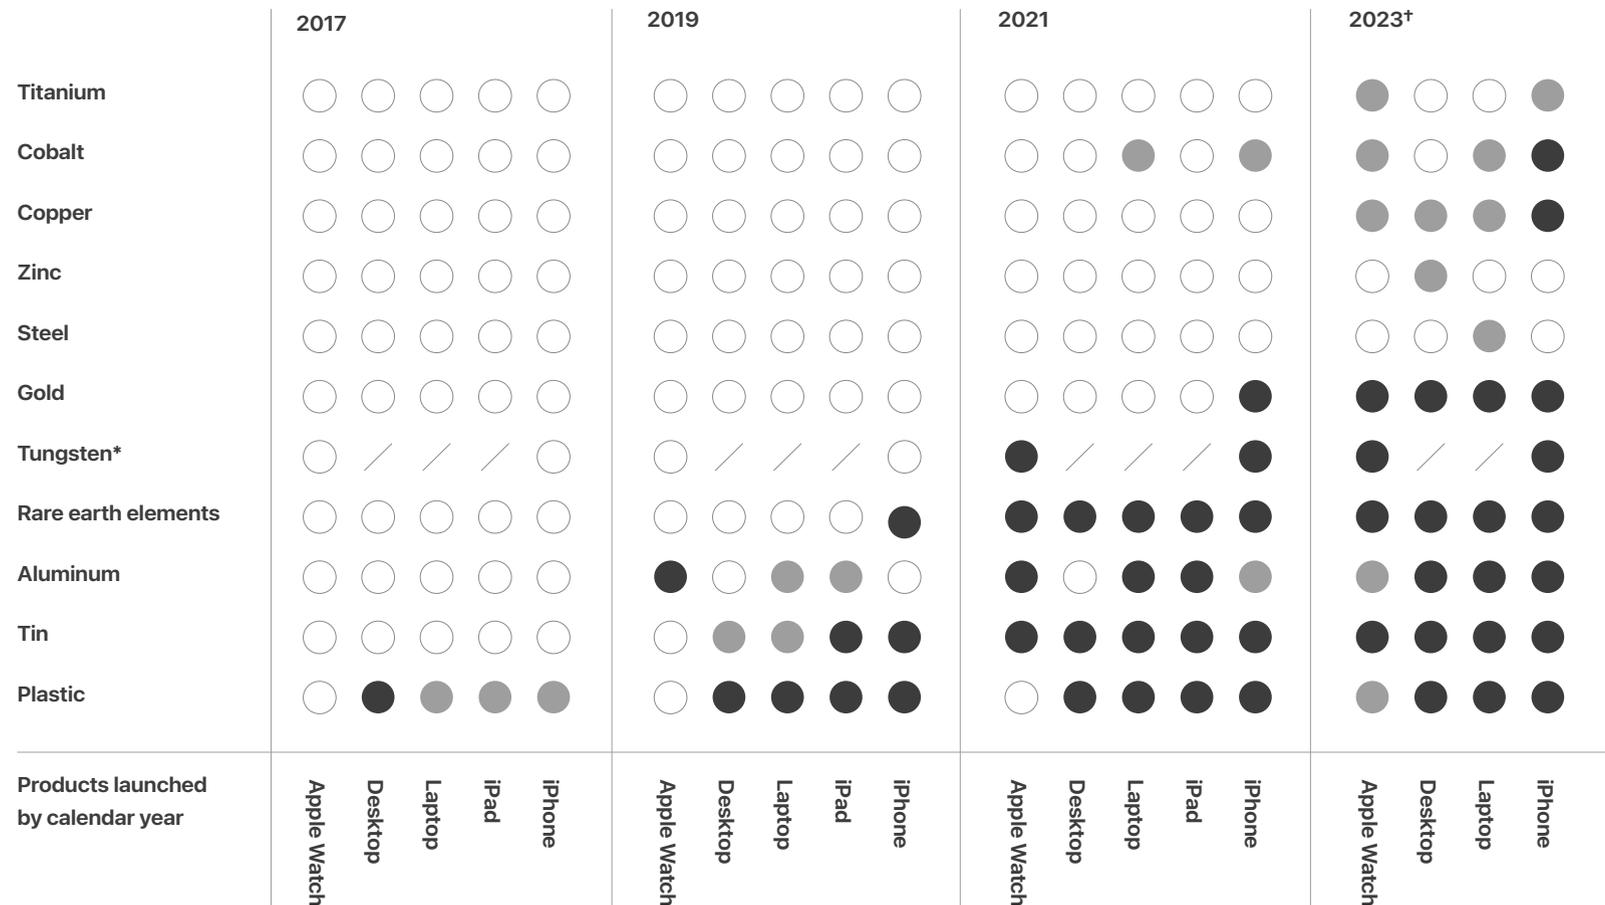 2017
2019
2021
2023†
Titanium
Cobalt
Copper
Zinc
Steel
Gold
Tungsten*
Rare earth elements
Aluminum
Tin
Plastic
Products launched
by calendar year
Apple Watch
Desktop
Laptop
iPad
iPhone
Apple Watch
Desktop
Laptop
iPad
iPhone
Apple Watch
Desktop
Laptop
iPad
iPhone
Apple Watch
Desktop
Laptop
iPhone